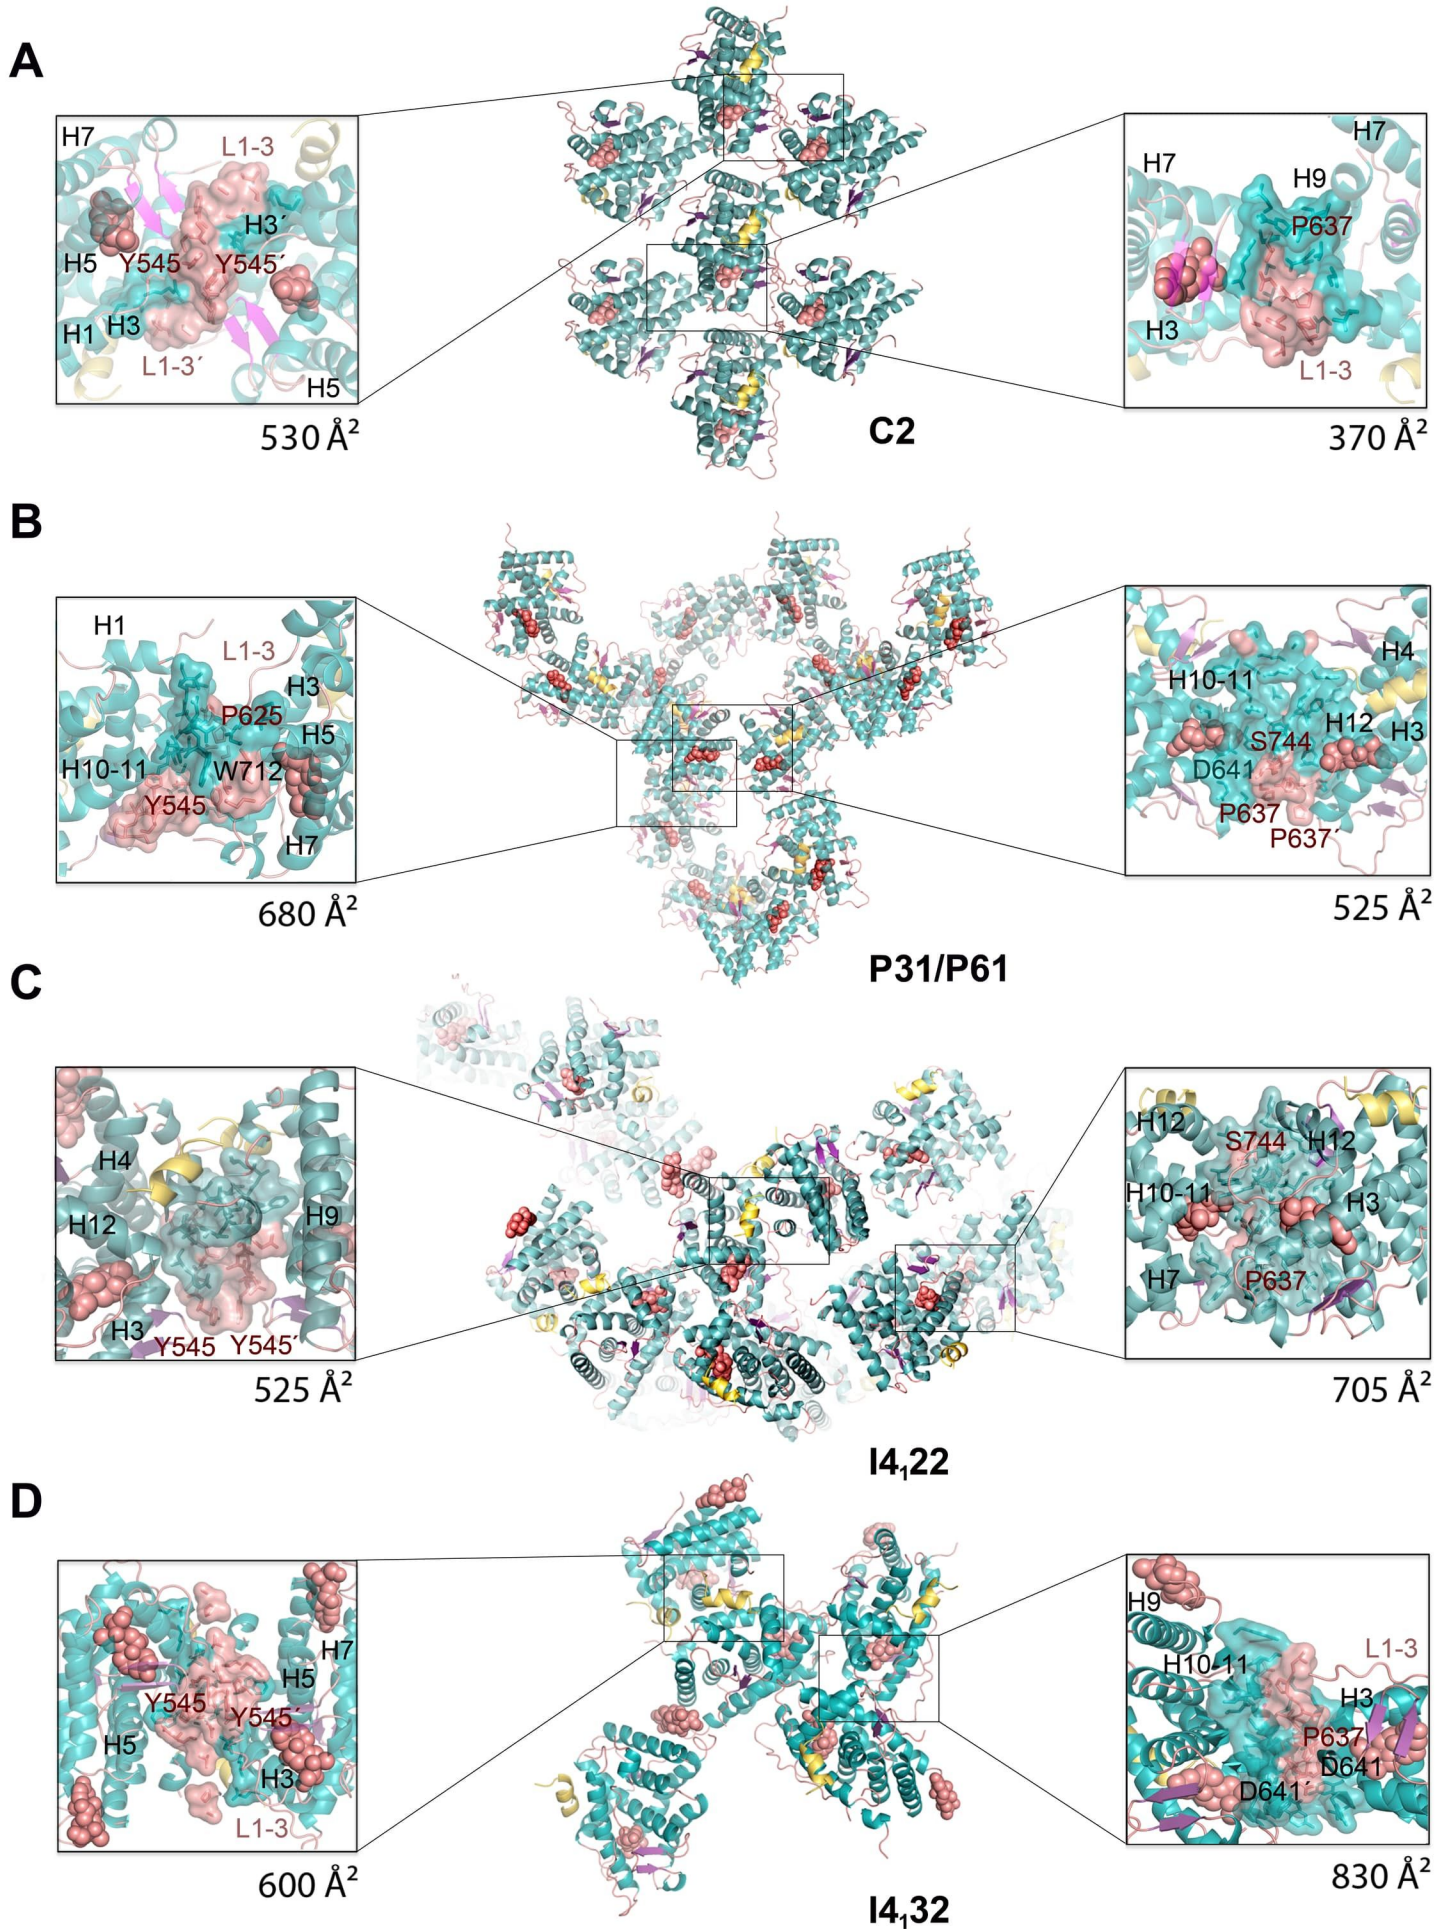 A
H7
L1-3
H3´
H5
Y545
Y545´
H1
H3
L1-3´
H5
530 Å²
C2
H7
H7
H9
P637
H3
L1-3
370 Å²
B
H1
L1-3
H3
P625
H5
H10-11
W712
Y545
H7
680 Å²
P31/P61
H4
H10-11
H12
H3
S744
D641
P637
P637´
525 Å²
C
H4
H12
H9
H3
Y545
Y545´
525 Å²
I4₁22
H12
S744
H12
H10-11
H3
H7
P637
705 Å²
D
H7
H5
Y545
Y545´
H5
H3
L1-3
600 Å²
I4₁32
H9
H10-11
L1-3
H3
P637
D641
D641´
830 Å²